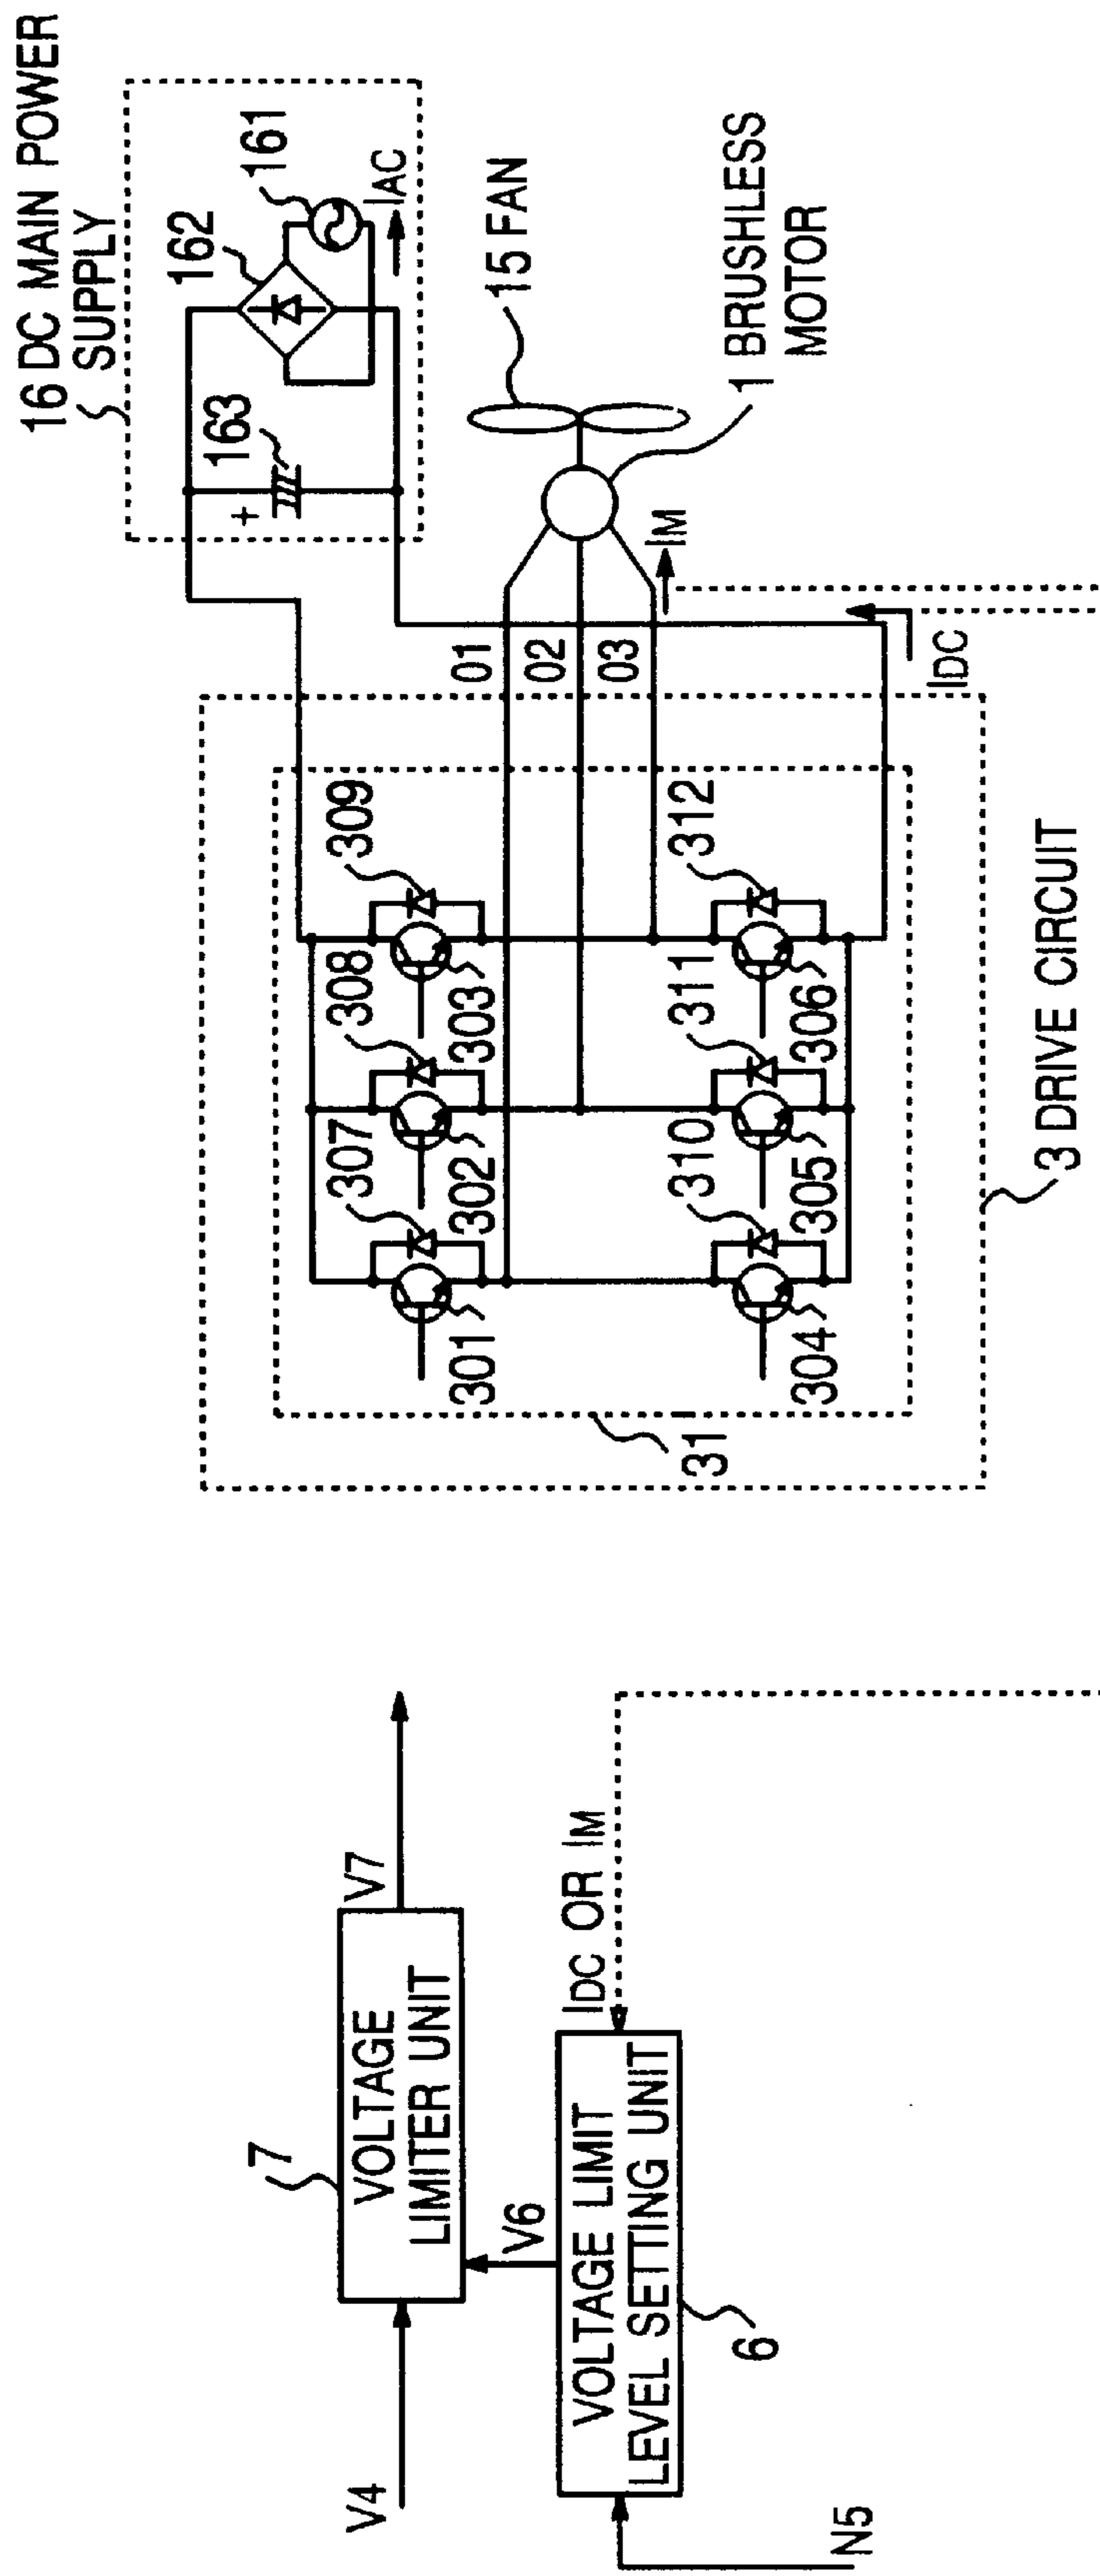 16 DC MAIN POWER
SUPPLY
162
161
163
+
IAC
15 FAN
1 BRUSHLESS
MOTOR
IM
01
02
03
IDC
307
308
309
301
302
303
310
311
312
304
305
306
31
3 DRIVE CIRCUIT
7
V4
VOLTAGE
LIMITER UNIT
V7
V6
IDC OR IM
VOLTAGE LIMIT
LEVEL SETTING UNIT
6
N5